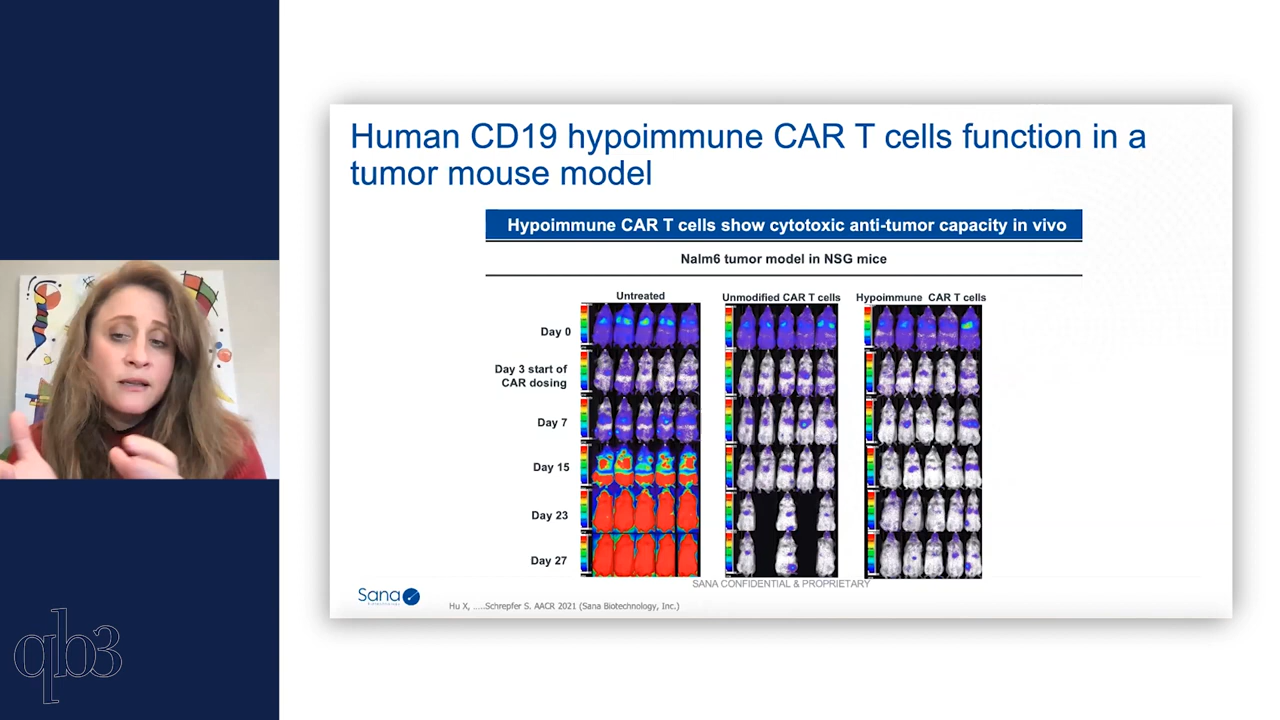 Human CD19 hypoimmune CAR T cells function in a
tumor mouse model
Hypoimmune CAR T cells show cytotoxic anti-tumor capacity in vivo
Nalm6 tumor model in NSG mice
Untreated
Unmodified CAR T cells
Hypoimmune CAR T cells
Day 0
Day 3 start of
CAR dosing
Day 7
Day 15
Day 23
Day 27
SANA CONFIDENTIAL & PROPRIETARY
Sana
Hu X, .....Schrepfer S. AACR 2021 (Sana Biotechnology, Inc.)
qb3